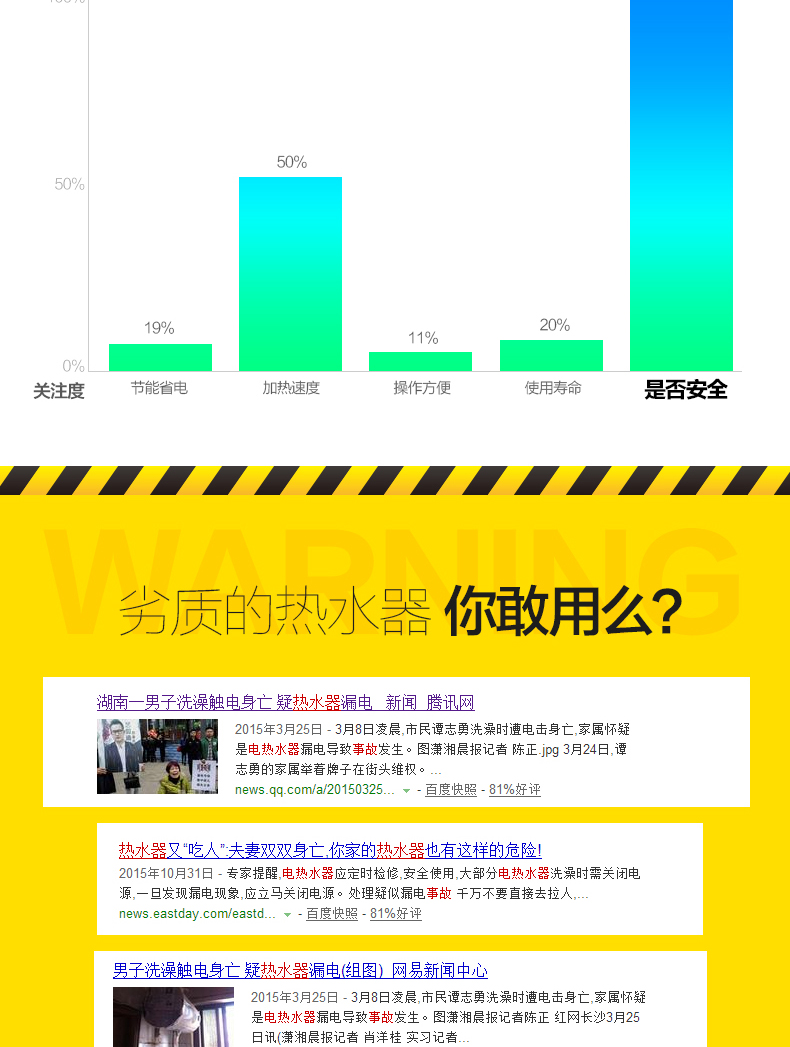 100%
50%
50%
19%
20%
11%
0%
关注度
节能省电
加热速度
操作方便
使用寿命
是否安全
WARNING
劣质的热水器 你敢用么?
湖南一男子洗澡触电身亡 疑热水器漏电_新闻_腾讯网
2015年3月25日 - 3月8日凌晨,市民谭志勇洗澡时遭电击身亡,家属怀疑
是电热水器漏电导致事故发生。图潇湘晨报记者 陈正.jpg 3月24日,谭
志勇的家属举着牌子在街头维权。...
news.qq.com/a/20150325... - 百度快照 - 81%好评
热水器又“吃人”:夫妻双双身亡,你家的热水器也有这样的危险!
2015年10月31日 - 专家提醒,电热水器应定时检修,安全使用,大部分电热水器洗澡时需关闭电
源,一旦发现漏电现象,应立马关闭电源。处理疑似漏电事故 千万不要直接去拉人,...
news.eastday.com/eastd... - 百度快照 - 81%好评
男子洗澡触电身亡 疑热水器漏电(组图)_网易新闻中心
2015年3月25日 - 3月8日凌晨,市民谭志勇洗澡时遭电击身亡,家属怀疑
是电热水器漏电导致事故发生。图潇湘晨报记者陈正 红网长沙3月25
日讯(潇湘晨报记者 肖洋桂 实习记者...